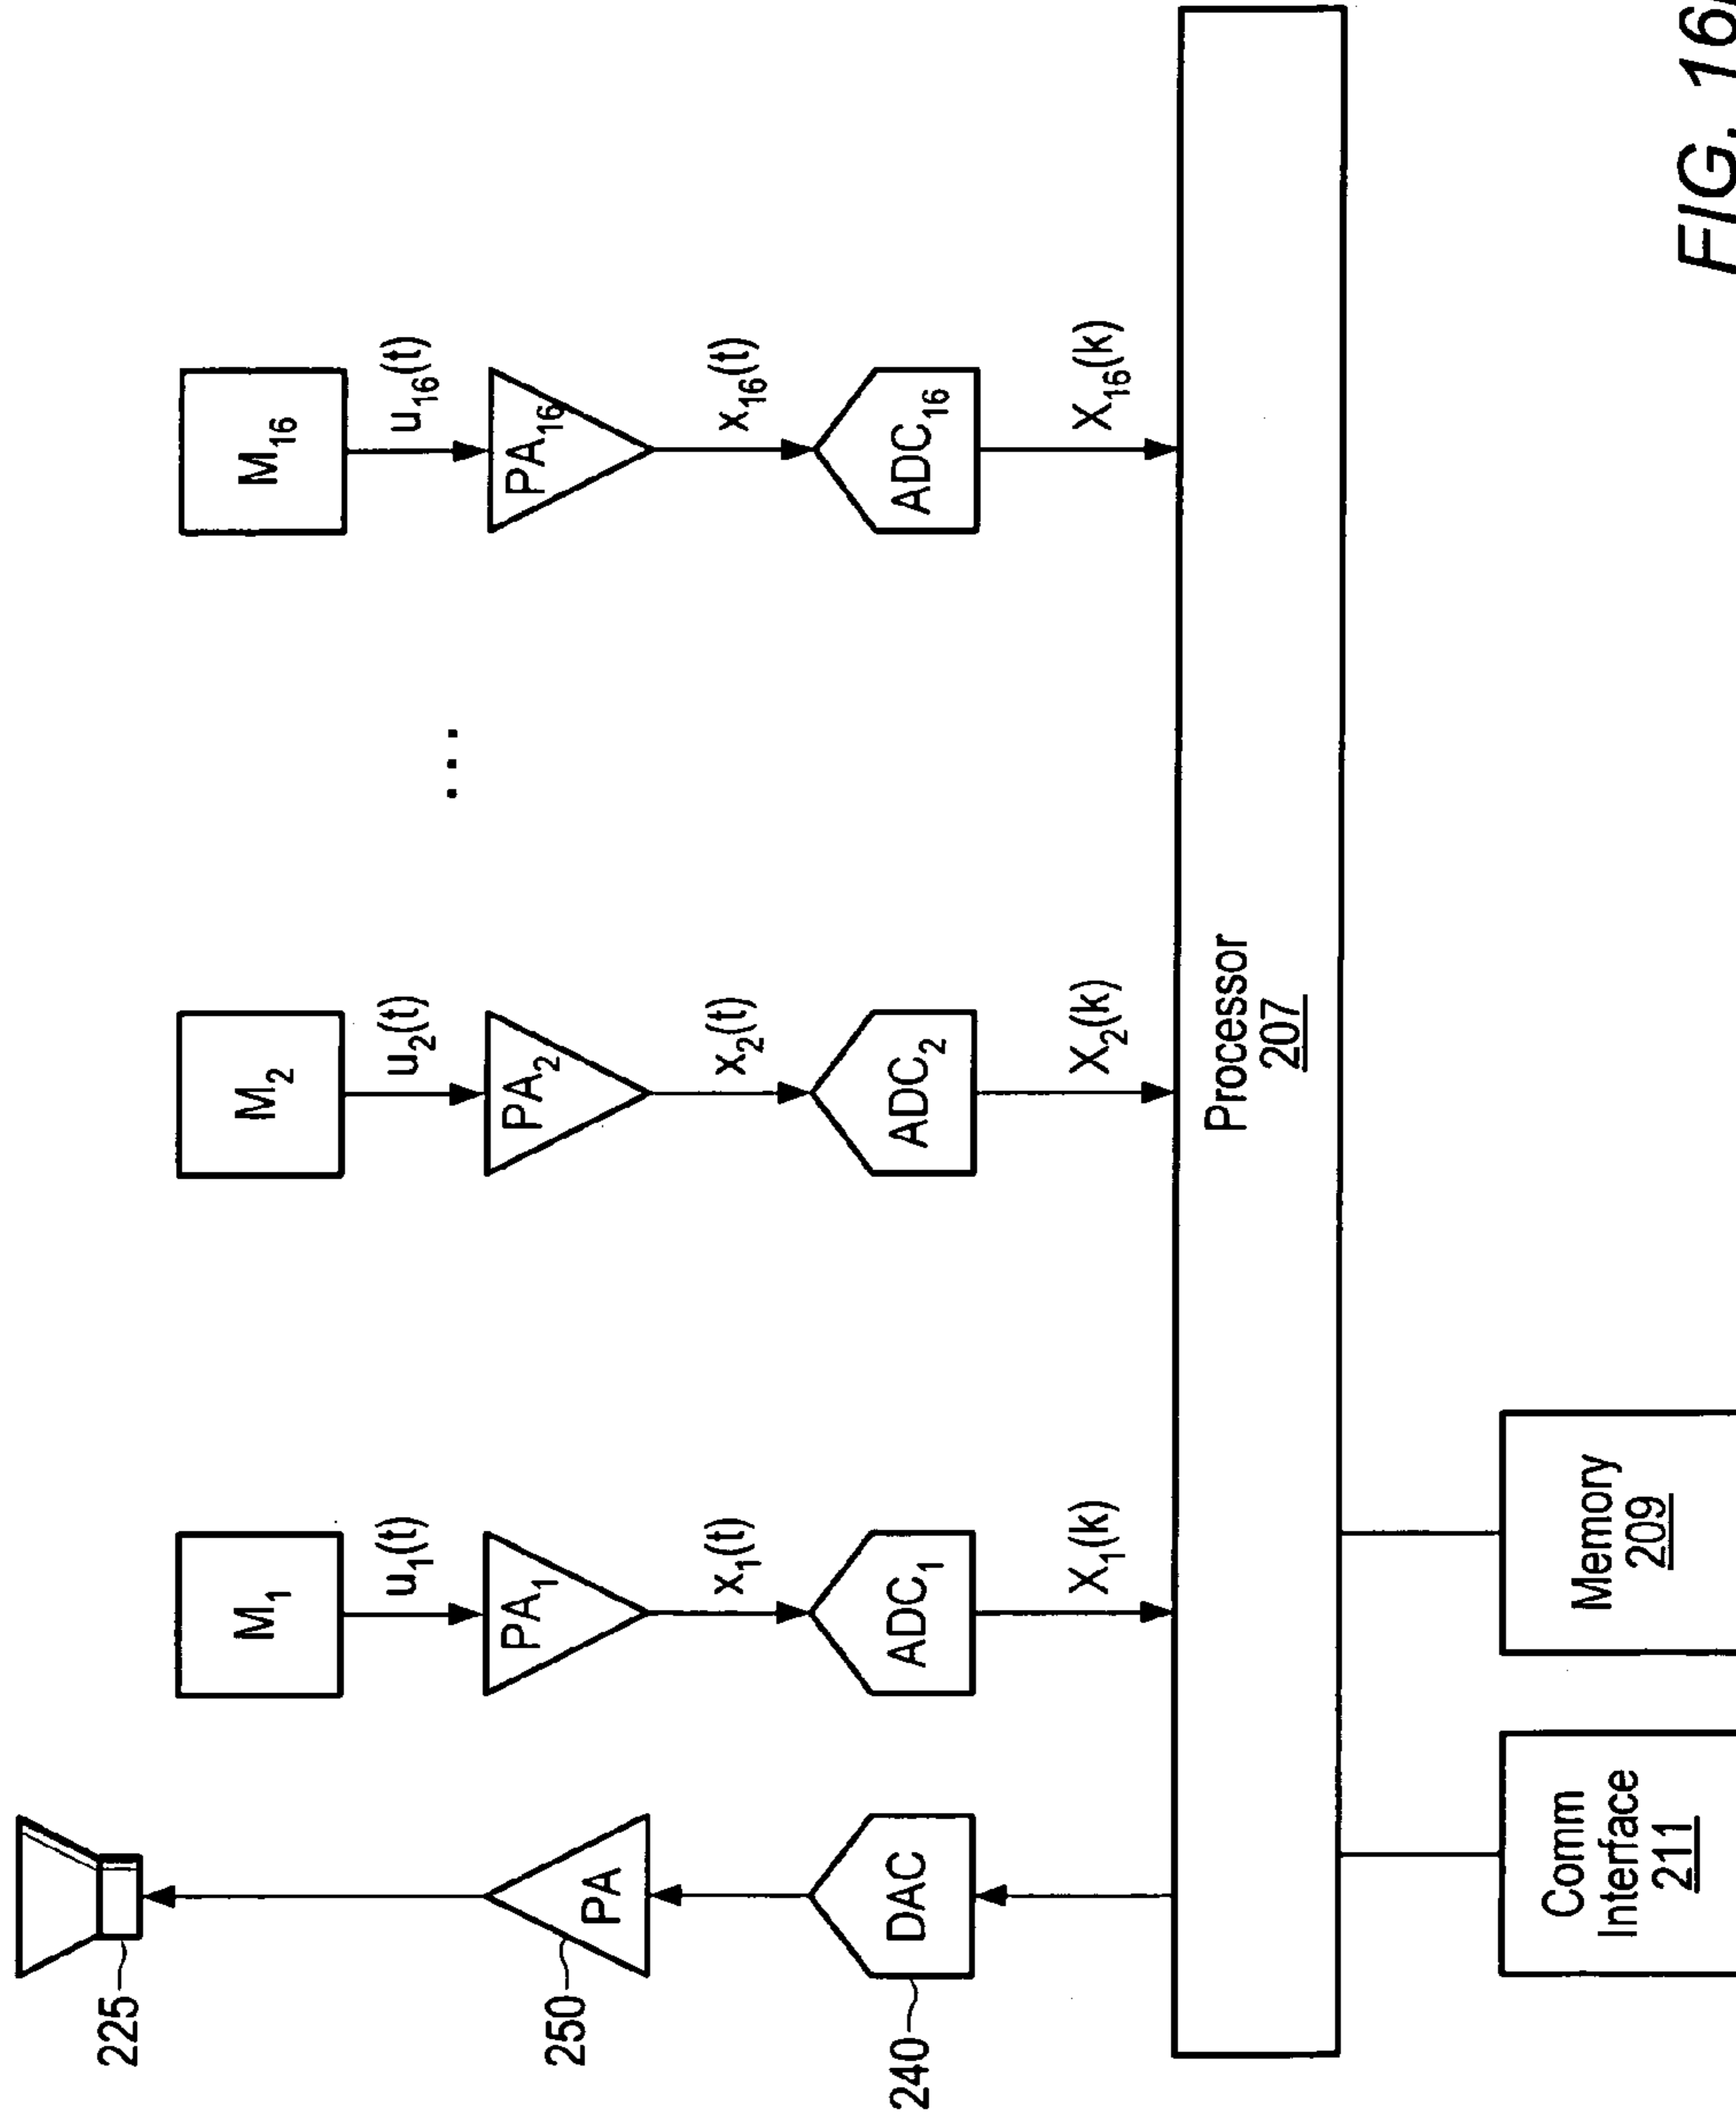 225
M₁
M₂
M₁₆
u₁(t)
u₂(t)
u₁₆(t)
...
250
PA
PA₁
PA₂
PA₁₆
x₁(t)
x₂(t)
x₁₆(t)
240
DAC
ADC₁
ADC₂
ADC₁₆
X₁(k)
X₂(k)
X₁₆(k)
Processor
207
Comm
Interface
211
Memory
209
FIG. 16